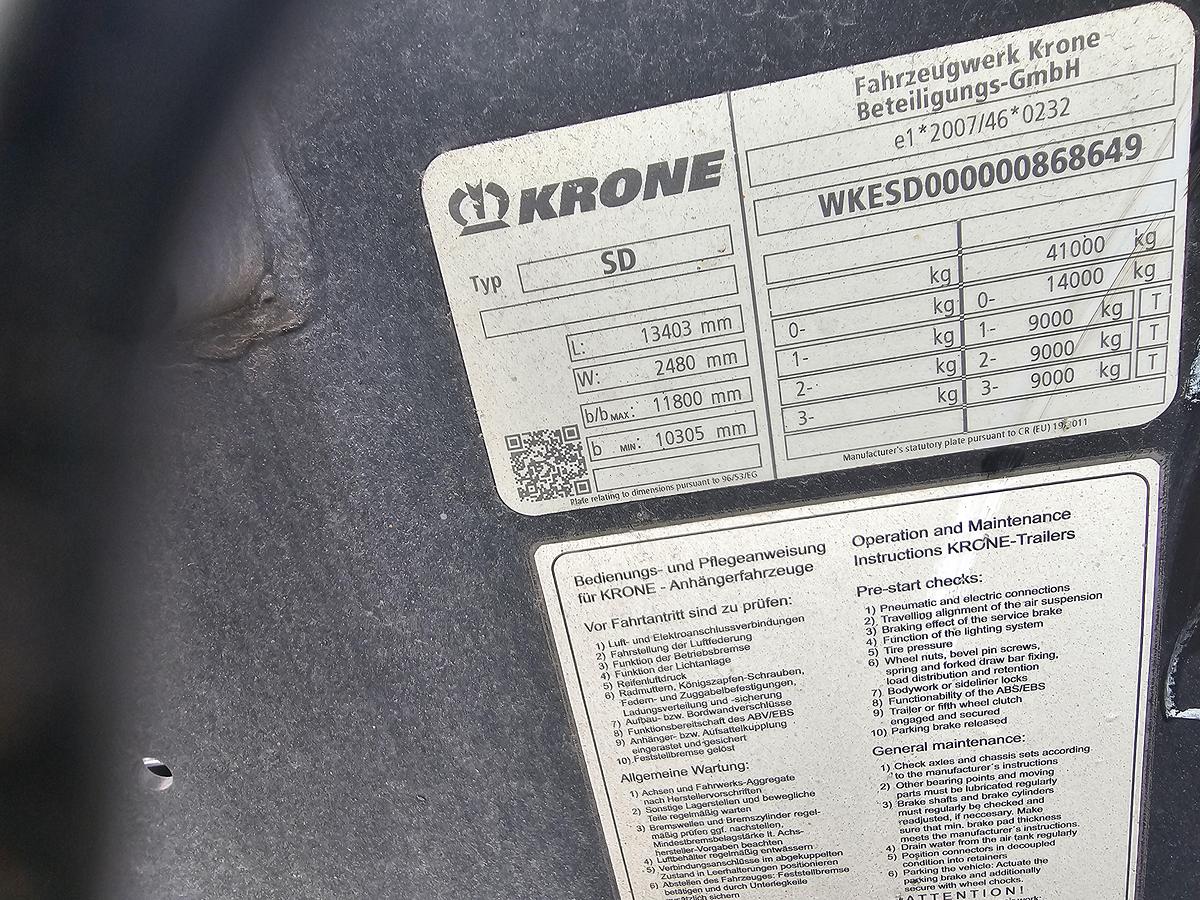 KRONE
Typ SD
L: 13403 mm
W: 2480 mm
b/b MAX: 11800 mm
b MIN: 10305 mm
Plate relating to dimensions pursuant to 96/53/EG
Fahrzeugwerk Krone
Beteiligungs-GmbH
e1*2007/46*0232
WKESD000000868649
kg 41000 kg
0- kg 0- 14000 kg
1- kg 1- 9000 kg T
2- kg 2- 9000 kg T
3- 3- 9000 kg T
Manufacturer's statutory plate pursuant to CR (EU) 19/2011
Bedienungs- und Pflegeanweisung
für KRONE - Anhängerfahrzeuge
Vor Fahrtantritt sind zu prüfen:
1) Luft- und Elektroanschlussverbindungen
2) Fahrstellung der Luftfederung
3) Funktion der Betriebsbremse
4) Funktion der Lichtanlage
5) Reifenluftdruck
6) Radmuttern, Königszapfen-Schrauben,
Federn- und Zuggabelbefestigungen,
Ladungsverteilung und -sicherung
7) Aufbau- bzw. Bordwandverschlüsse
8) Funktionsbereitschaft des ABV/EBS
9) Anhänger- bzw. Aufsattelkupplung
eingerastet und gesichert
10) Feststellbremse gelöst
Allgemeine Wartung:
1) Achsen und Fahrwerks-Aggregate
nach Herstellervorschriften
2) Sonstige Lagerstellen und bewegliche
Teile regelmäßig warten
3) Bremswellen und Bremszylinder regel-
mäßig prüfen ggf. nachstellen,
Mindestbremsbelagstärke lt. Achs-
hersteller-Vorgaben beachten
4) Luftbehälter regelmäßig entwässern
5) Verbindungsanschlüsse im abgekuppelten
Zustand in Leerhalterungen positionieren
6) Abstellen des Fahrzeuges: Feststellbremse
betätigen und durch Unterlegkeile
zusätzlich sichern
Operation and Maintenance
Instructions KRONE-Trailers
Pre-start checks:
1) Pneumatic and electric connections
2) Travelling alignment of the air suspension
3) Braking effect of the service brake
4) Function of the lighting system
5) Tire pressure
6) Wheel nuts, bevel pin screws,
spring and forked draw bar fixing,
load distribution and retention
7) Bodywork or sideliner locks
8) Functionability of the ABS/EBS
9) Trailer or fifth wheel clutch
engaged and secured
10) Parking brake released
General maintenance:
1) Check axles and chassis sets according
to the manufacturer's instructions
2) Other bearing points and moving
parts must be lubricated regularly
3) Brake shafts and brake cylinders
must regularly be checked and
readjusted, if neccesary. Make
sure that min. brake pad thickness
meets the manufacturer's instructions.
4) Drain water from the air tank regularly
5) Position connectors in decoupled
condition into retainers
6) Parking the vehicle: Actuate the
parking brake and additionally
secure with wheel chocks.
ATTENTION!